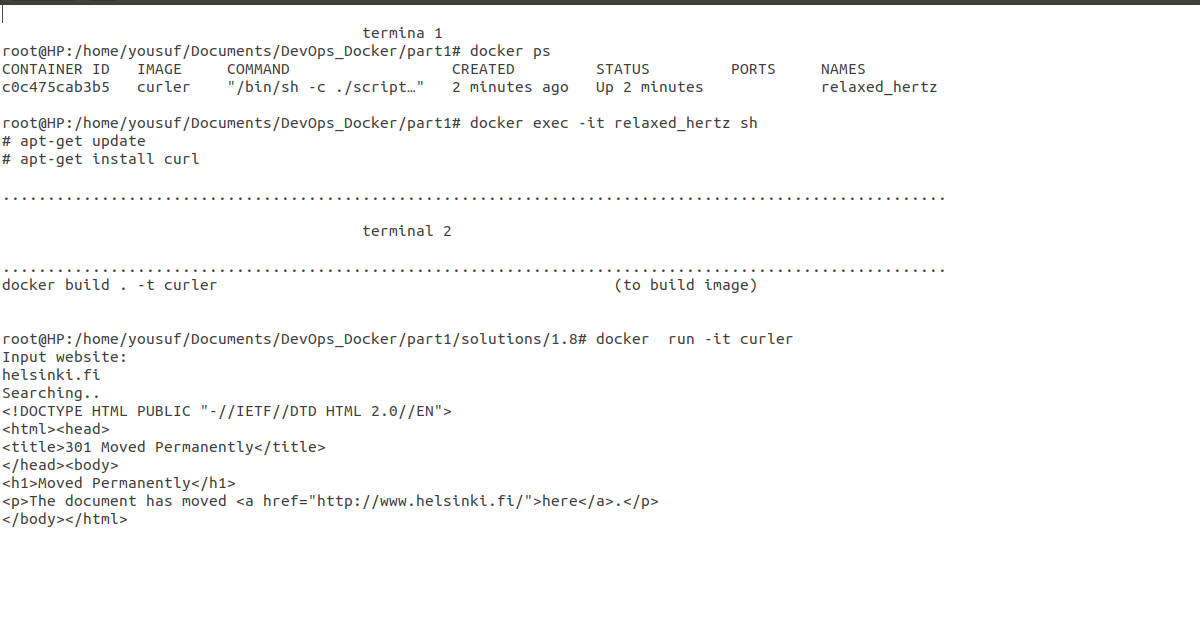 termina 1
root@HP:/home/yousuf/Documents/DevOps_Docker/part1# docker ps
CONTAINER ID   IMAGE     COMMAND                  CREATED         STATUS         PORTS     NAMES
c0c475cab3b5   curler    "/bin/sh -c ./script…"   2 minutes ago   Up 2 minutes             relaxed_hertz
root@HP:/home/yousuf/Documents/DevOps_Docker/part1# docker exec -it relaxed_hertz sh
# apt-get update
# apt-get install curl
.........................................................................................................
terminal 2
.........................................................................................................
docker build . -t curler                                            (to build image)
root@HP:/home/yousuf/Documents/DevOps_Docker/part1/solutions/1.8# docker  run -it curler
Input website:
helsinki.fi
Searching..
<!DOCTYPE HTML PUBLIC "-//IETF//DTD HTML 2.0//EN">
<html><head>
<title>301 Moved Permanently</title>
</head><body>
<h1>Moved Permanently</h1>
<p>The document has moved <a href="http://www.helsinki.fi/">here</a>.</p>
</body></html>